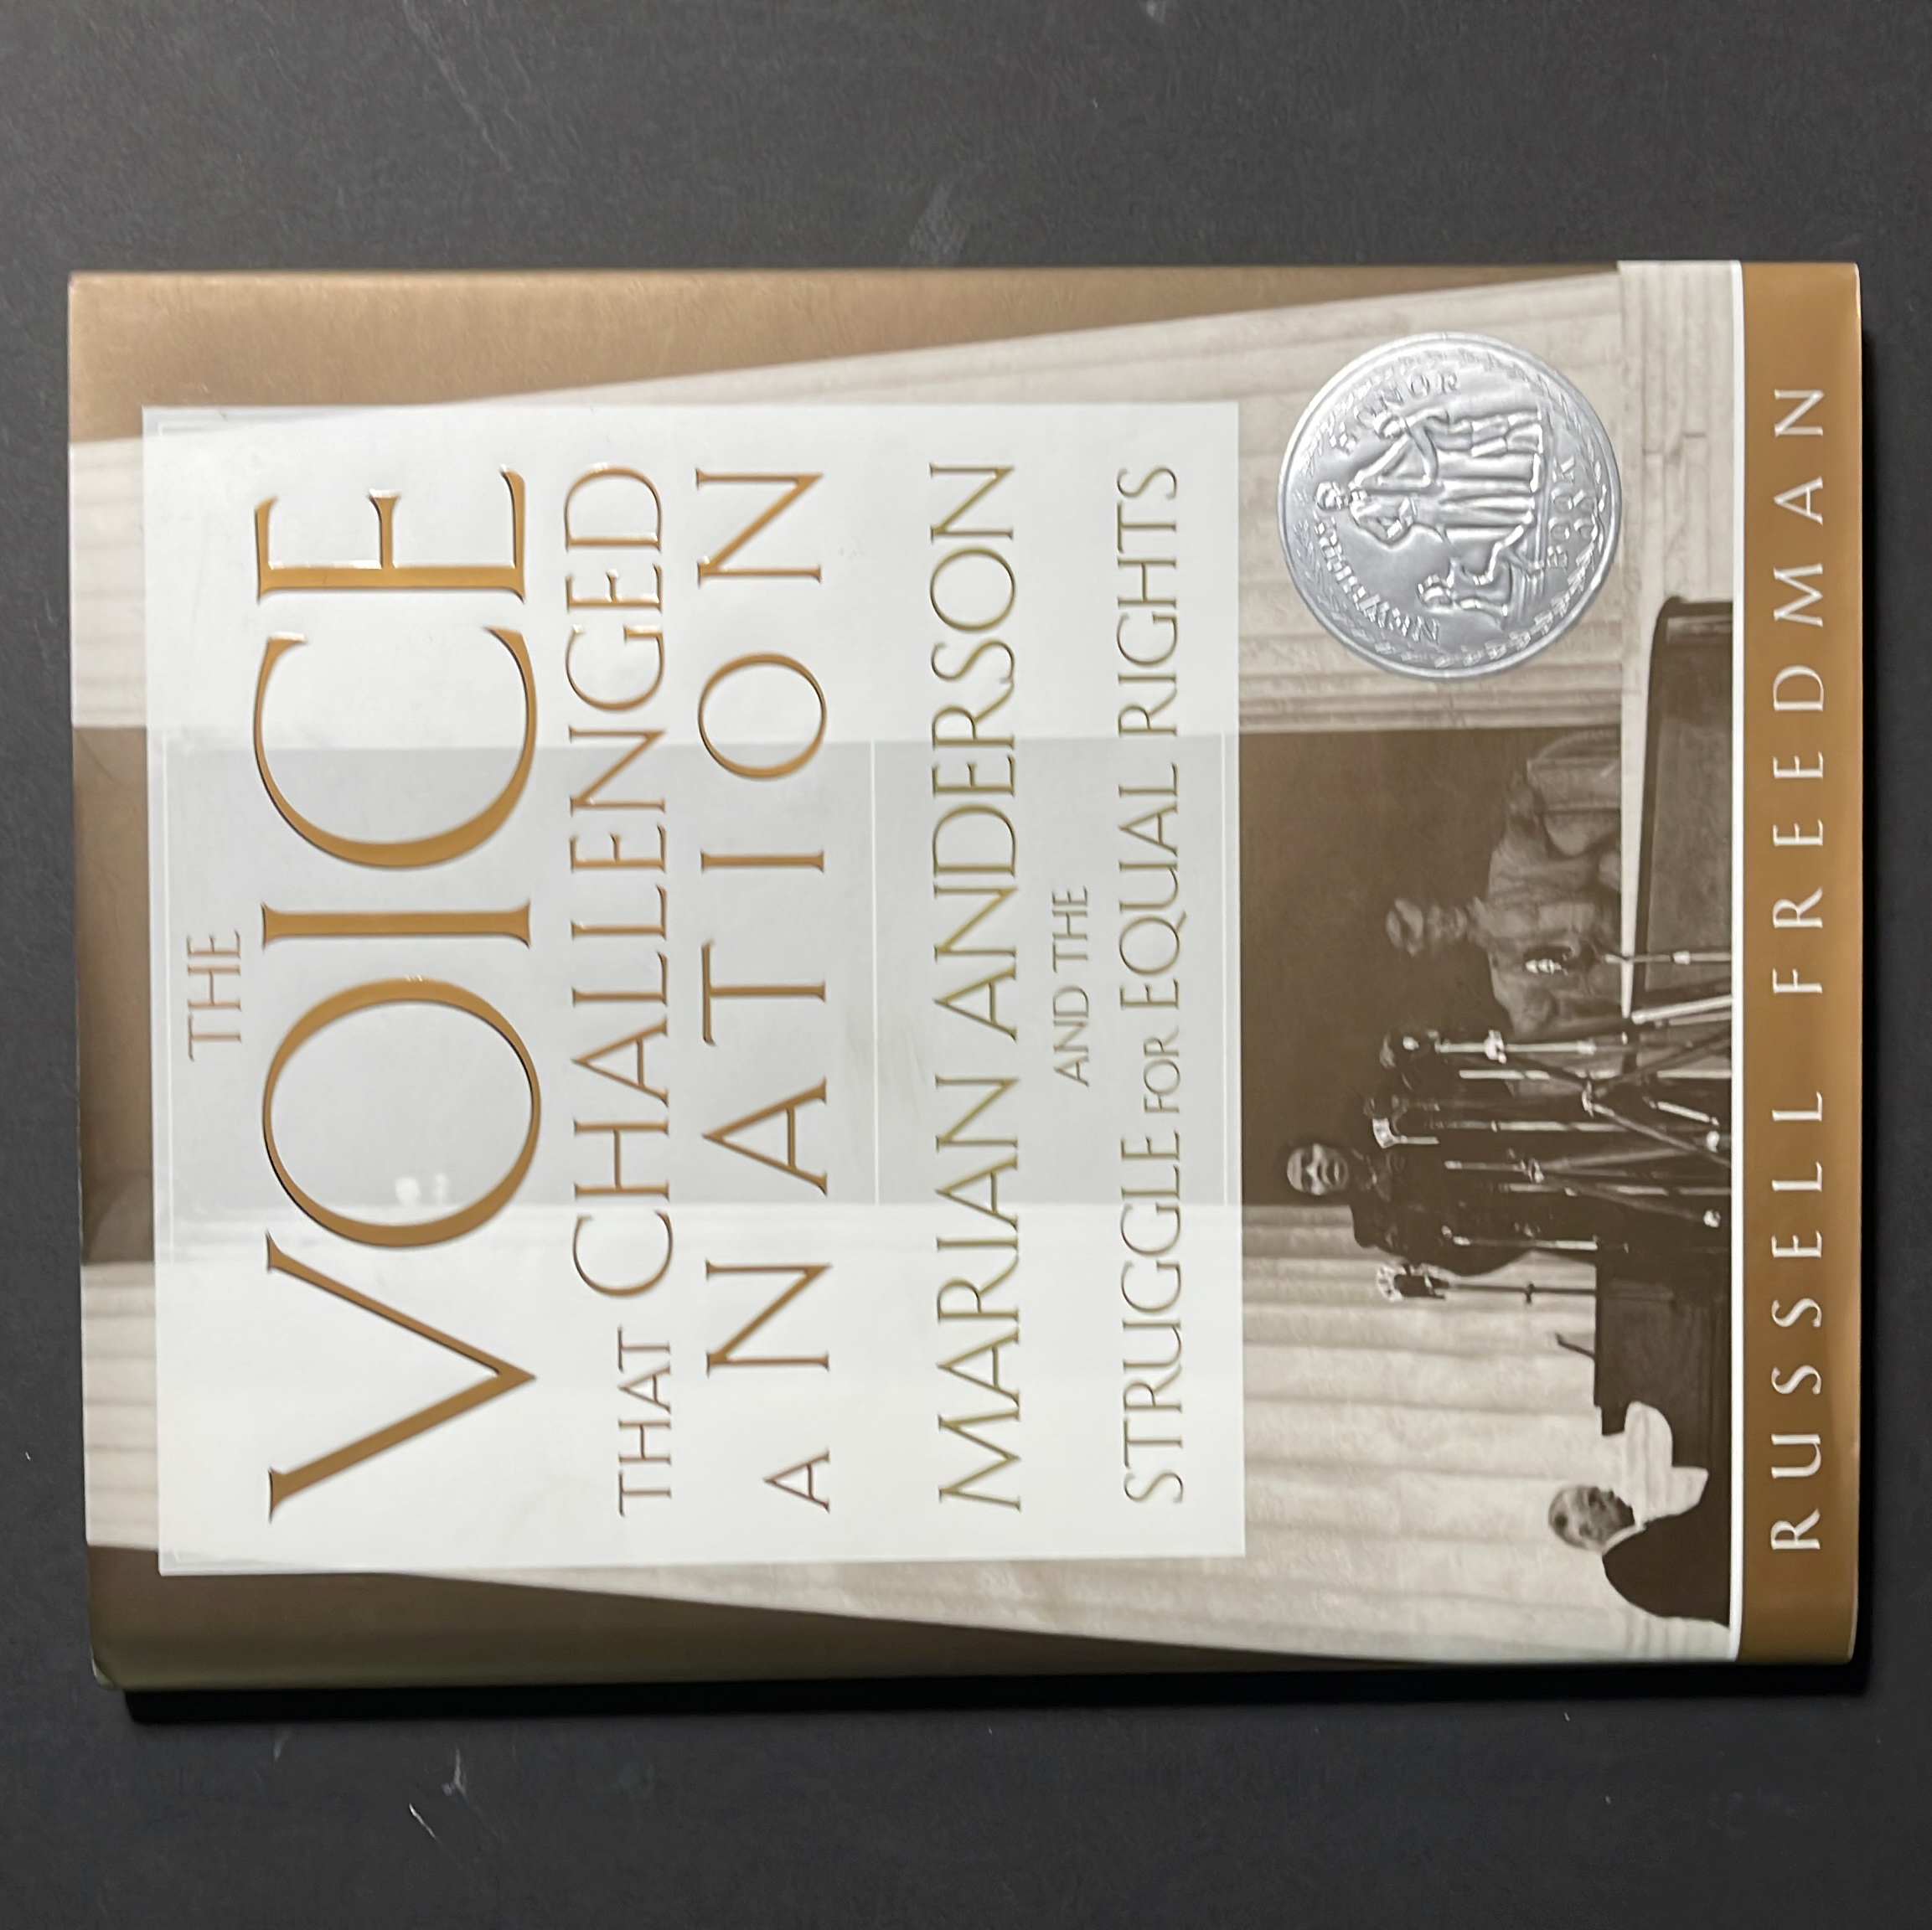 THE
VOICE
THAT CHALLENGED
A NATION
MARIAN ANDERSON
AND THE
STRUGGLE FOR EQUAL RIGHTS
NEWBERY HONOR
BOOK
RUSSELL FREEDMAN